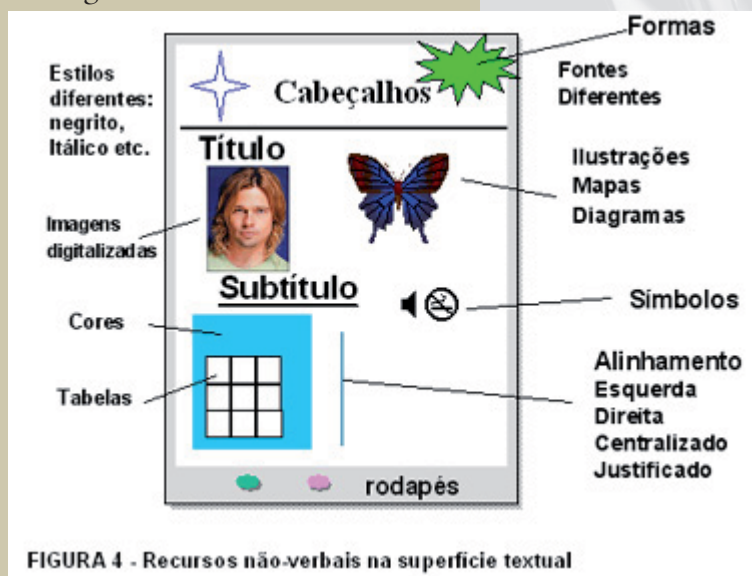 Formas
Estilos
diferentes:
negrito,
Itálico etc.
Cabeçalhos
Fontes
Diferentes
Título
Ilustrações
Mapas
Diagramas
Imagens
digitalizadas
Subtítulo
Símbolos
Cores
Tabelas
Alinhamento
Esquerda
Direita
Centralizado
Justificado
rodapés
FIGURA 4 - Recursos não-verbais na superfície textual